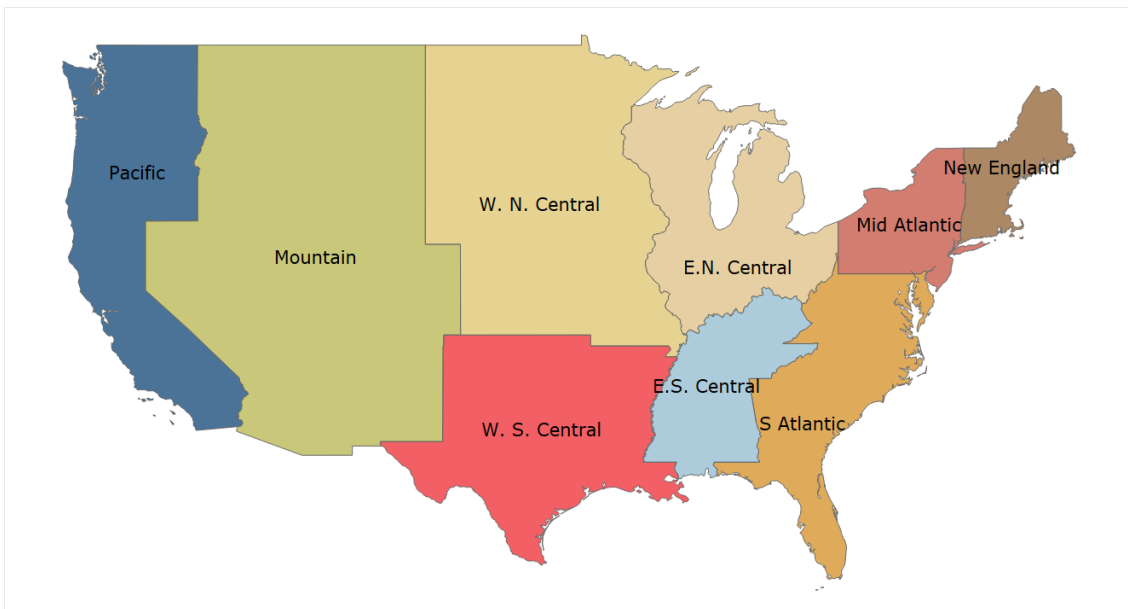 Pacific
New England
W. N. Central
Mid Atlantic
Mountain
E.N. Central
E.S. Central
S Atlantic
W. S. Central